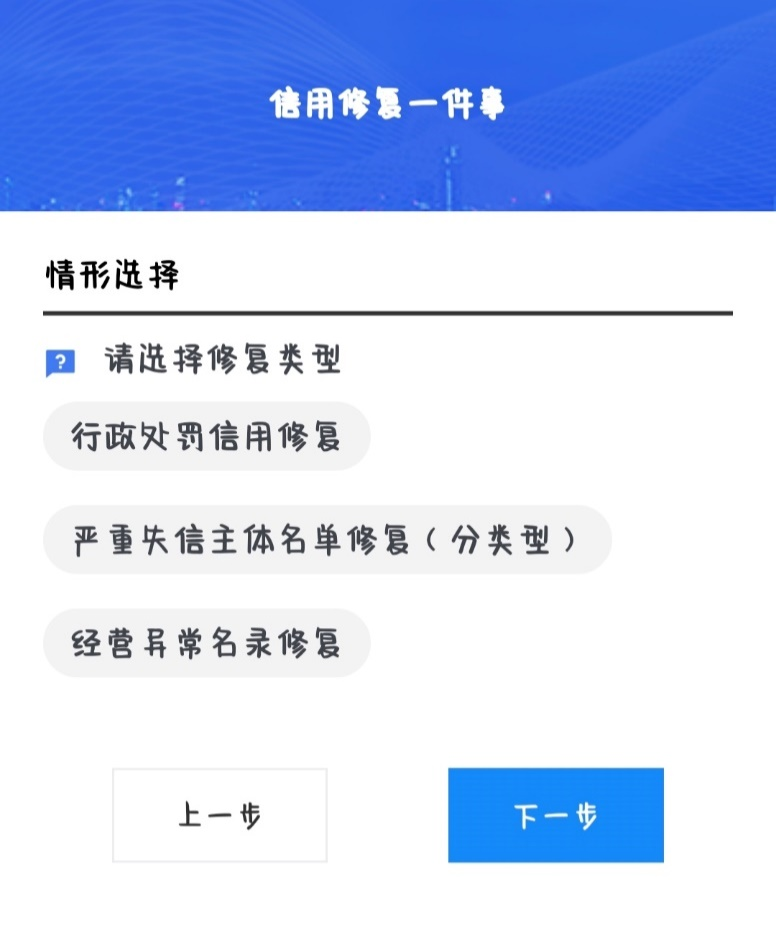 信用修复一件事
情形选择
? 请选择修复类型
行政处罚信用修复
严重失信主体名单修复（分类型）
经营异常名录修复
上一步 下一步